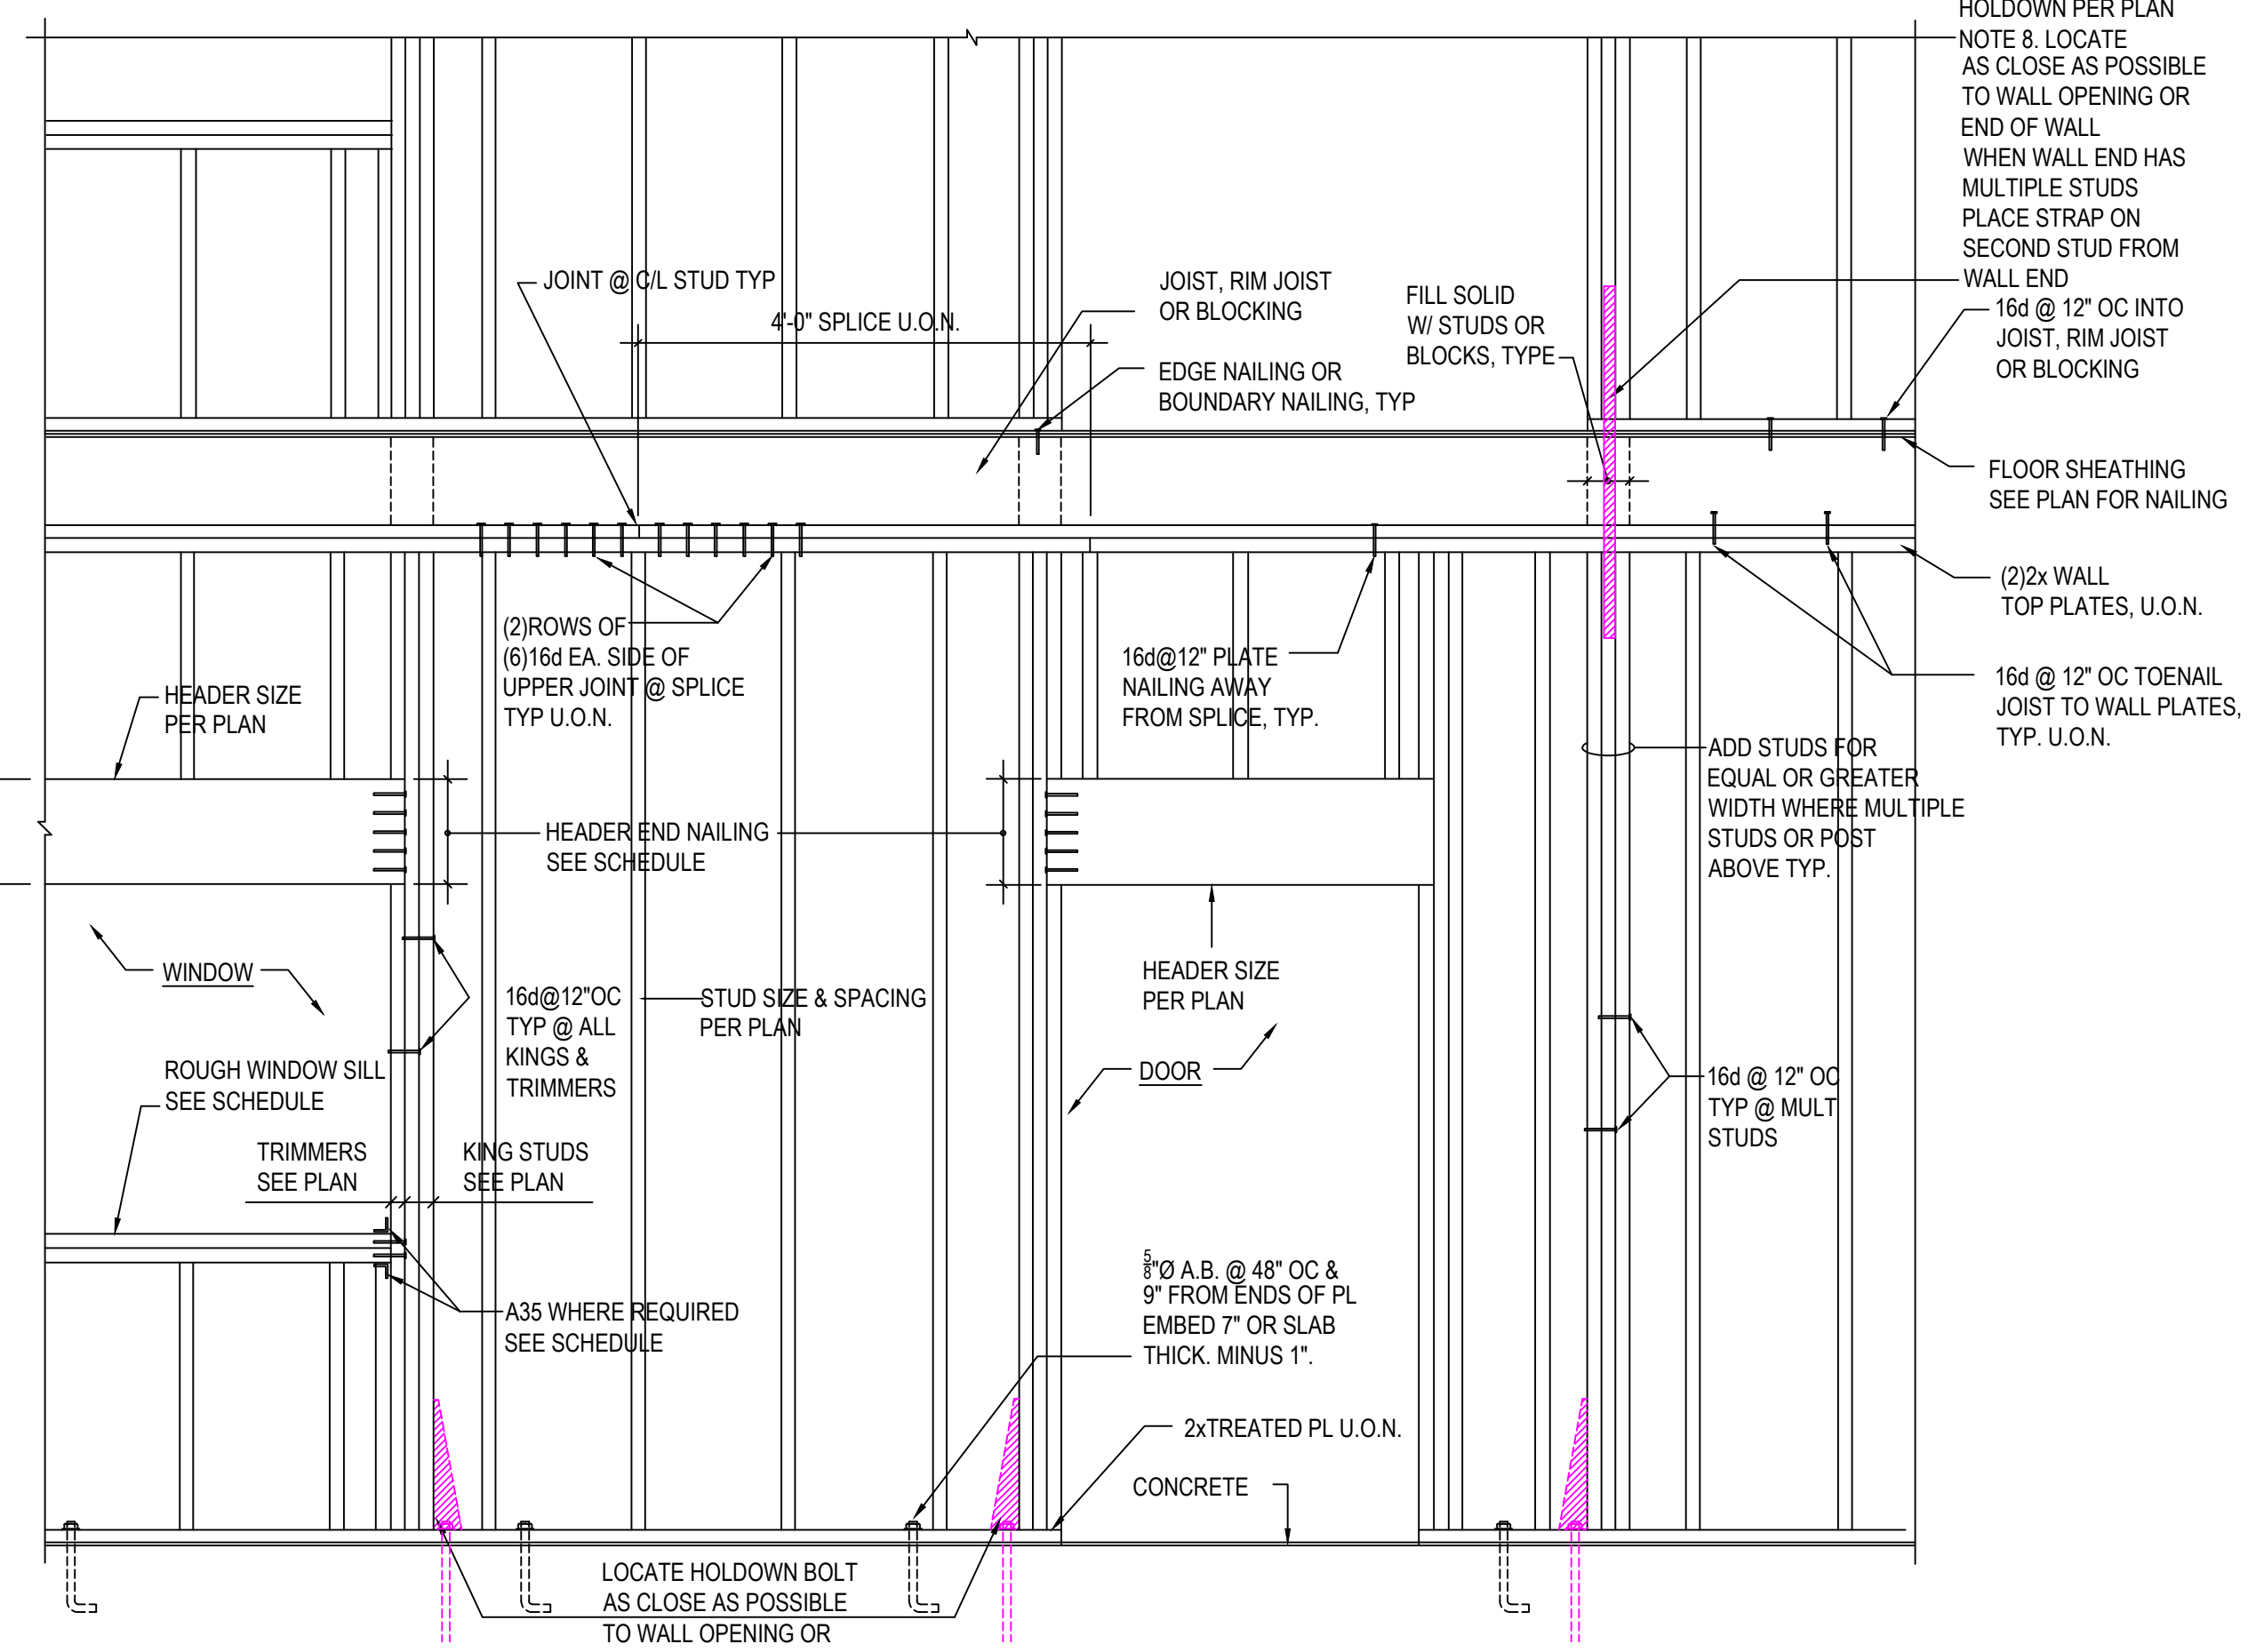 HOLDOWN PER PLAN
NOTE 8. LOCATE
AS CLOSE AS POSSIBLE
TO WALL OPENING OR
END OF WALL
WHEN WALL END HAS
MULTIPLE STUDS
PLACE STRAP ON
SECOND STUD FROM
WALL END
JOINT @ C/L STUD TYP
4'-0" SPLICE U.O.N.
JOIST, RIM JOIST
OR BLOCKING
EDGE NAILING OR
BOUNDARY NAILING, TYP
FILL SOLID
W/ STUDS OR
BLOCKS, TYPE
16d @ 12" OC INTO
JOIST, RIM JOIST
OR BLOCKING
FLOOR SHEATHING
SEE PLAN FOR NAILING
(2)2x WALL
TOP PLATES, U.O.N.
16d @ 12" OC TOENAIL
JOIST TO WALL PLATES,
TYP. U.O.N.
(2)ROWS OF
(6)16d EA. SIDE OF
UPPER JOINT @ SPLICE
TYP U.O.N.
16d@12" PLATE
NAILING AWAY
FROM SPLICE, TYP.
HEADER SIZE
PER PLAN
ADD STUDS FOR
EQUAL OR GREATER
WIDTH WHERE MULTIPLE
STUDS OR POST
ABOVE TYP.
HEADER END NAILING
SEE SCHEDULE
WINDOW
16d@12"OC
TYP @ ALL
KINGS &
TRIMMERS
STUD SIZE & SPACING
PER PLAN
HEADER SIZE
PER PLAN
DOOR
16d @ 12" OC
TYP @ MULT
STUDS
ROUGH WINDOW SILL
SEE SCHEDULE
TRIMMERS
SEE PLAN
KING STUDS
SEE PLAN
A35 WHERE REQUIRED
SEE SCHEDULE
5/8"Ø A.B. @ 48" OC &
9" FROM ENDS OF PL
EMBED 7" OR SLAB
THICK. MINUS 1".
2xTREATED PL U.O.N.
CONCRETE
LOCATE HOLDOWN BOLT
AS CLOSE AS POSSIBLE
TO WALL OPENING OR